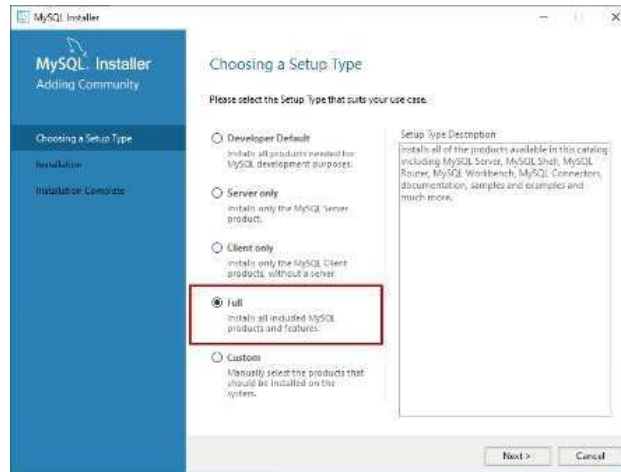 MySQL Installer
MySQL. Installer
Adding Community
Choosing a Setup Type
Installation
Installation Complete
Choosing a Setup Type
Please select the Setup Type that suits your use case.
Developer Default
Installs all products needed for
MySQL development purposes.
Server only
Installs only the MySQL Server
product.
Client only
Installs only the MySQL Client
products, without a server.
Full
Installs all included MySQL
products and features.
Custom
Manually select the products that
should be installed on the
system.
Setup Type Description
Installs all of the products available in this catalog
including MySQL Server, MySQL Shell, MySQL
Router, MySQL Workbench, MySQL Connectors,
documentation, samples and examples and
much more.
Next >
Cancel